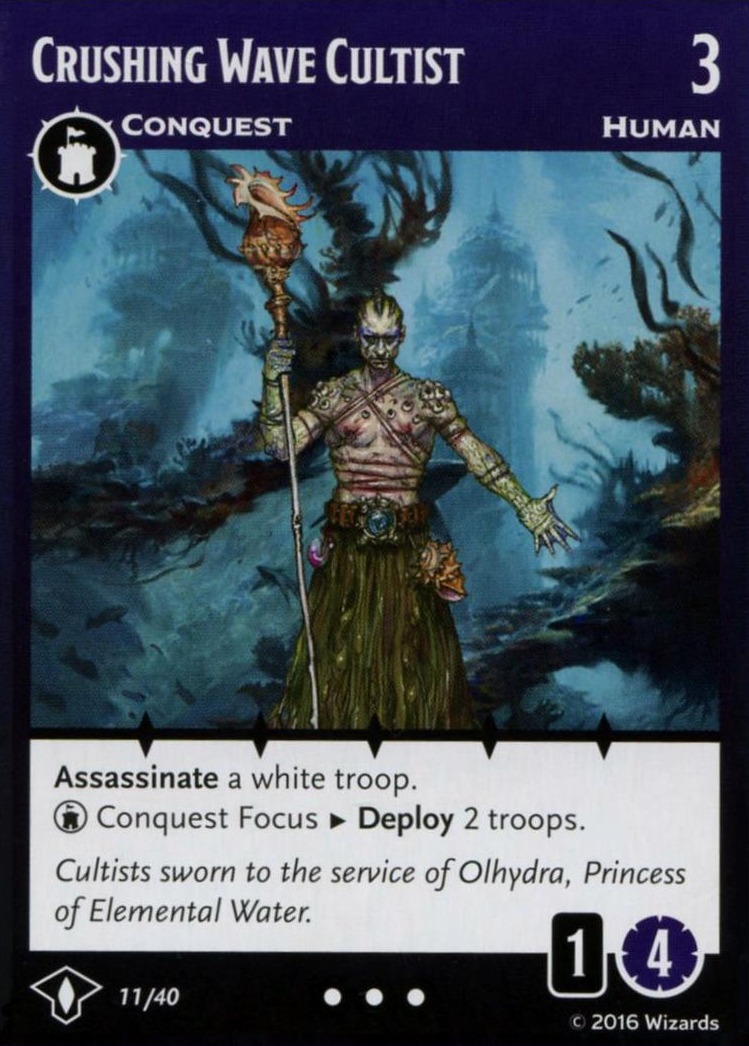 Crushing Wave Cultist 3
Conquest Human
Assassinate a white troop.
Conquest Focus ▸ Deploy 2 troops.
Cultists sworn to the service of Olhydra, Princess
of Elemental Water.
1 4
11/40
© 2016 Wizards